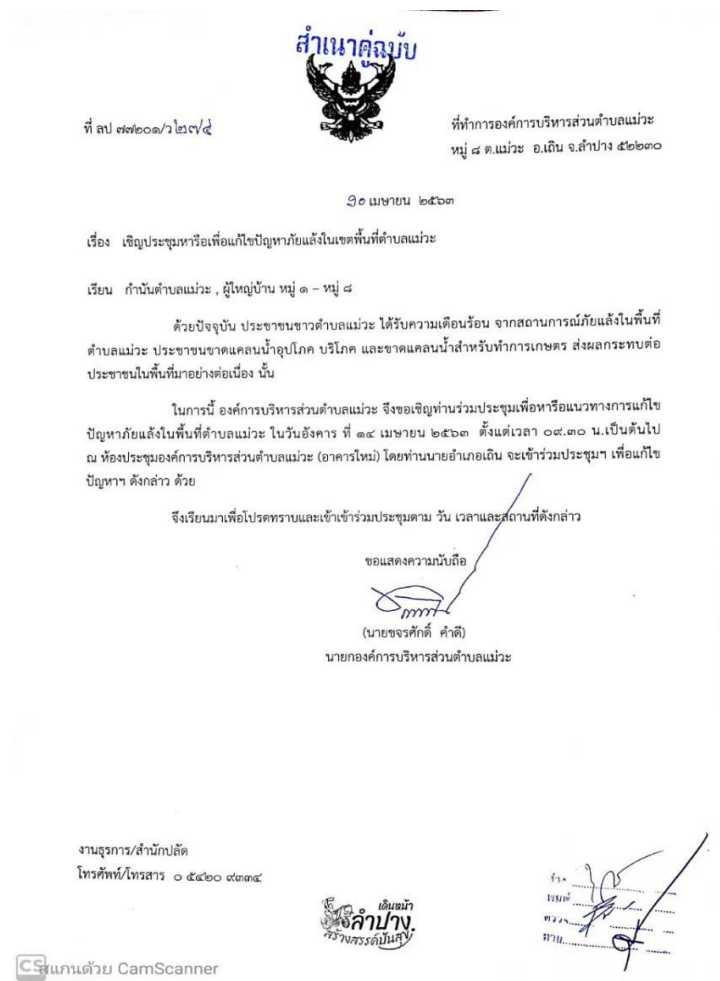 สำเนาคู่ฉบับ
ที่ ลป ๗๗๒๐๑/ว๒๗๔
ที่ทำการองค์การบริหารส่วนตำบลแม่วะ
หมู่ ๘ ต.แม่วะ อ.เถิน จ.ลำปาง ๕๒๒๓๐
๑๐ เมษายน ๒๕๖๓
เรื่อง เชิญประชุมหารือเพื่อแก้ไขปัญหาภัยแล้งในเขตพื้นที่ตำบลแม่วะ
เรียน กำนันตำบลแม่วะ , ผู้ใหญ่บ้าน หมู่ ๑ – หมู่ ๘
ด้วยปัจจุบัน ประชาชนชาวตำบลแม่วะ ได้รับความเดือนร้อน จากสถานการณ์ภัยแล้งในพื้นที่
ตำบลแม่วะ ประชาชนขาดแคลนน้ำอุปโภค บริโภค และขาดแคลนน้ำสำหรับทำการเกษตร ส่งผลกระทบต่อ
ประชาชนในพื้นที่มาอย่างต่อเนื่อง นั้น
ในการนี้ องค์การบริหารส่วนตำบลแม่วะ จึงขอเชิญท่านร่วมประชุมเพื่อหารือแนวทางการแก้ไข
ปัญหาภัยแล้งในพื้นที่ตำบลแม่วะ ในวันอังคาร ที่ ๑๔ เมษายน ๒๕๖๓ ตั้งแต่เวลา ๐๙.๓๐ น.เป็นต้นไป
ณ ห้องประชุมองค์การบริหารส่วนตำบลแม่วะ (อาคารใหม่) โดยท่านนายอำเภอเถิน จะเข้าร่วมประชุมฯ เพื่อแก้ไข
ปัญหาฯ ดังกล่าว ด้วย
จึงเรียนมาเพื่อโปรดทราบและเข้าเข้าร่วมประชุมตาม วัน เวลาและสถานที่ดังกล่าว
ขอแสดงความนับถือ
(นายขจรศักดิ์ คำดี)
นายกองค์การบริหารส่วนตำบลแม่วะ
งานธุรการ/สำนักปลัด
โทรศัพท์/โทรสาร ๐ ๕๔๒๐ ๙๓๓๔
เดินหน้า
ลำปาง
สร้างสรรค์ปันสุข
ร่าง
พิมพ์
ตรวจ
ทาน
CS สแกนด้วย CamScanner